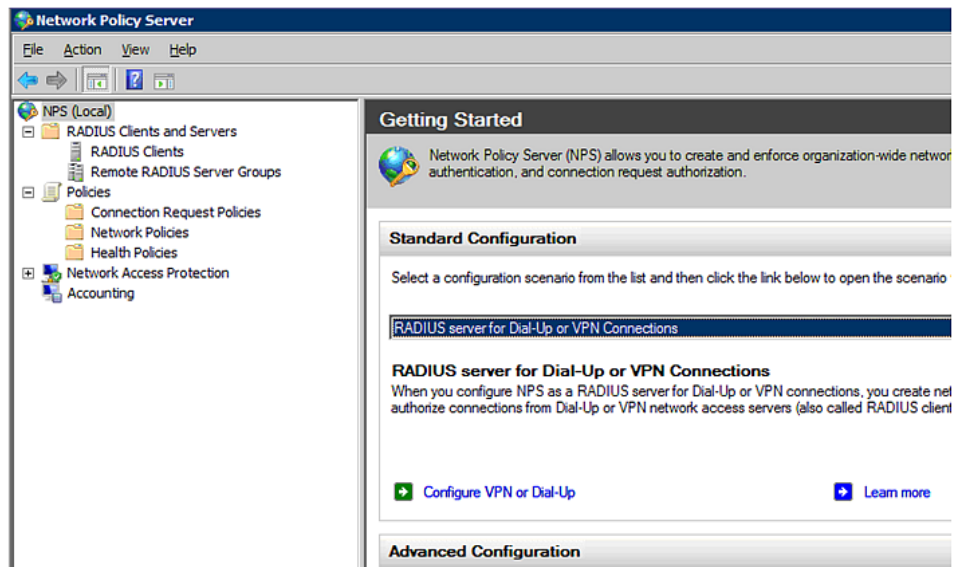 Network Policy Server
File Action View Help
NPS (Local)
RADIUS Clients and Servers
RADIUS Clients
Remote RADIUS Server Groups
Policies
Connection Request Policies
Network Policies
Health Policies
Network Access Protection
Accounting
Getting Started
Network Policy Server (NPS) allows you to create and enforce organization-wide networ
authentication, and connection request authorization.
Standard Configuration
Select a configuration scenario from the list and then click the link below to open the scenario
RADIUS server for Dial-Up or VPN Connections
RADIUS server for Dial-Up or VPN Connections
When you configure NPS as a RADIUS server for Dial-Up or VPN connections, you create net
authorize connections from Dial-Up or VPN network access servers (also called RADIUS client
Configure VPN or Dial-Up Learn more
Advanced Configuration